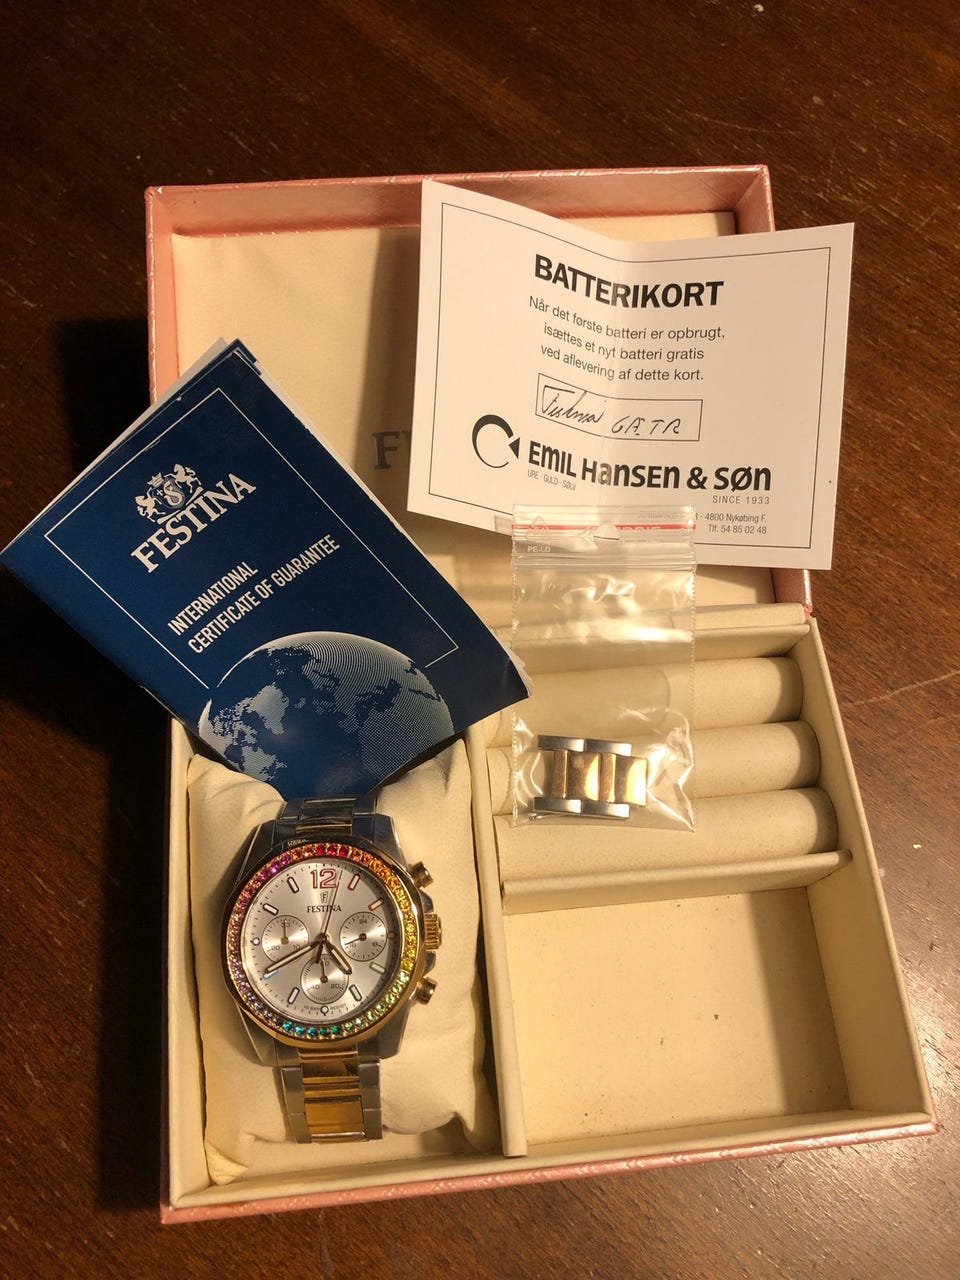 BATTERIKORT
Når det første batteri er opbrugt,
isættes et nyt batteri gratis
ved aflevering af dette kort.
Festina GÆTR
EMIL HANSEN & SØN
URE · GULD · SØLV
SINCE 1933
- 4800 Nykøbing F.
Tlf. 54 85 02 48
PE-LD
FESTINA
INTERNATIONAL
CERTIFICATE OF GUARANTEE
12
F
FESTINA